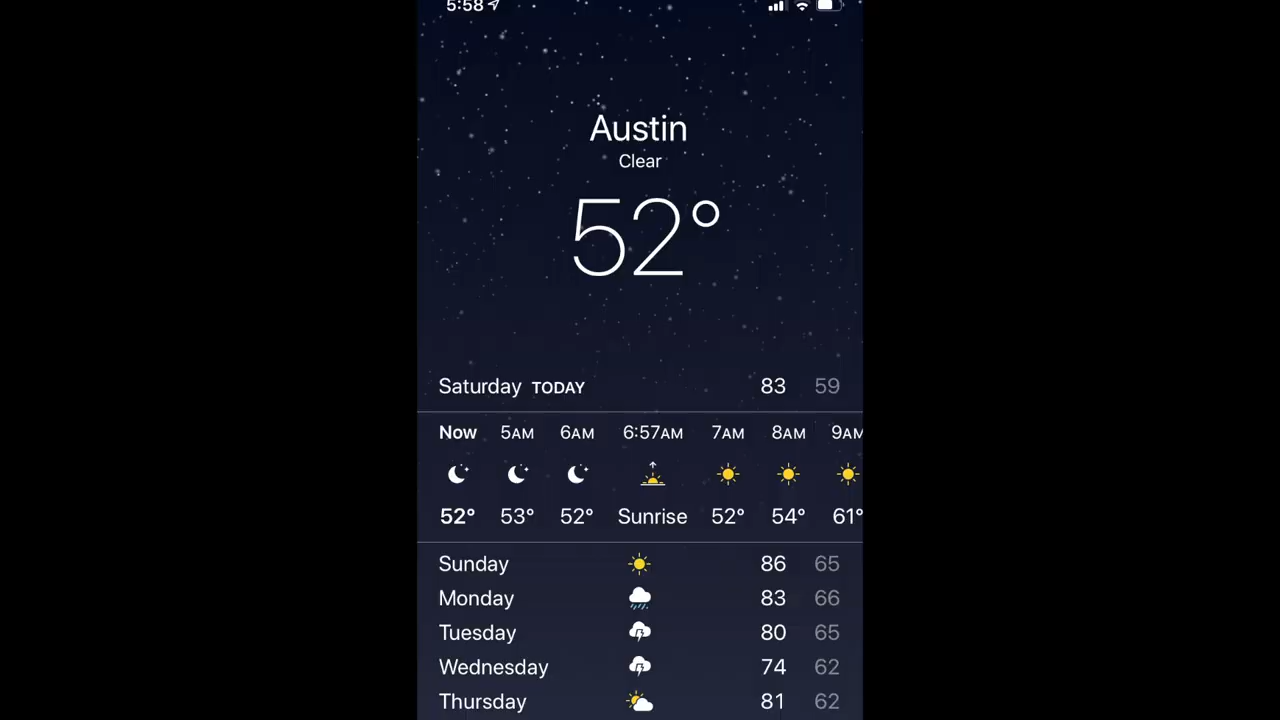 5:58
Austin
Clear
52°
Saturday TODAY 83 59
Now 5AM 6AM 6:57AM 7AM 8AM 9AM
52° 53° 52° Sunrise 52° 54° 61°
Sunday 86 65
Monday 83 66
Tuesday 80 65
Wednesday 74 62
Thursday 81 62